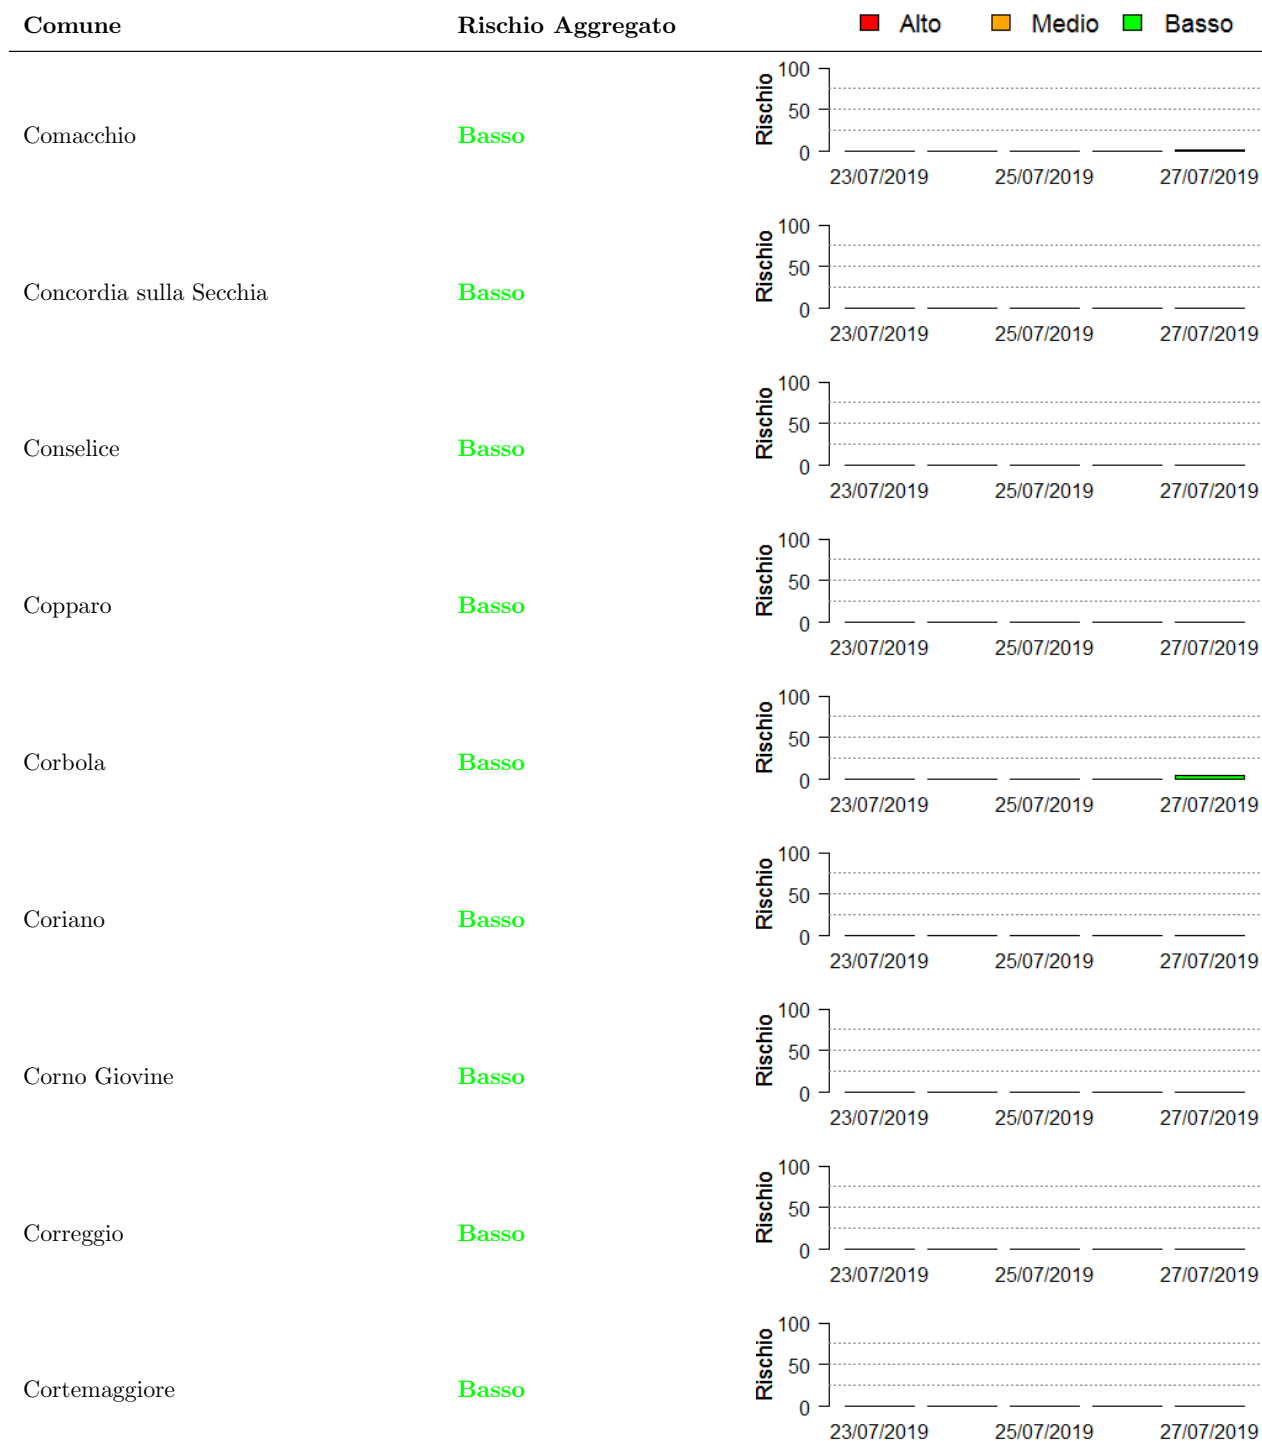 Comune Rischio Aggregato Alto Medio Basso
100
50
0
Rischio
Comacchio Basso
23/07/2019 25/07/2019 27/07/2019
100
50
0
Rischio
Concordia sulla Secchia Basso
23/07/2019 25/07/2019 27/07/2019
100
50
0
Rischio
Conselice Basso
23/07/2019 25/07/2019 27/07/2019
100
50
0
Rischio
Copparo Basso
23/07/2019 25/07/2019 27/07/2019
100
50
0
Rischio
Corbola Basso
23/07/2019 25/07/2019 27/07/2019
100
50
0
Rischio
Coriano Basso
23/07/2019 25/07/2019 27/07/2019
100
50
0
Rischio
Corno Giovine Basso
23/07/2019 25/07/2019 27/07/2019
100
50
0
Rischio
Correggio Basso
23/07/2019 25/07/2019 27/07/2019
100
50
0
Rischio
Cortemaggiore Basso
23/07/2019 25/07/2019 27/07/2019